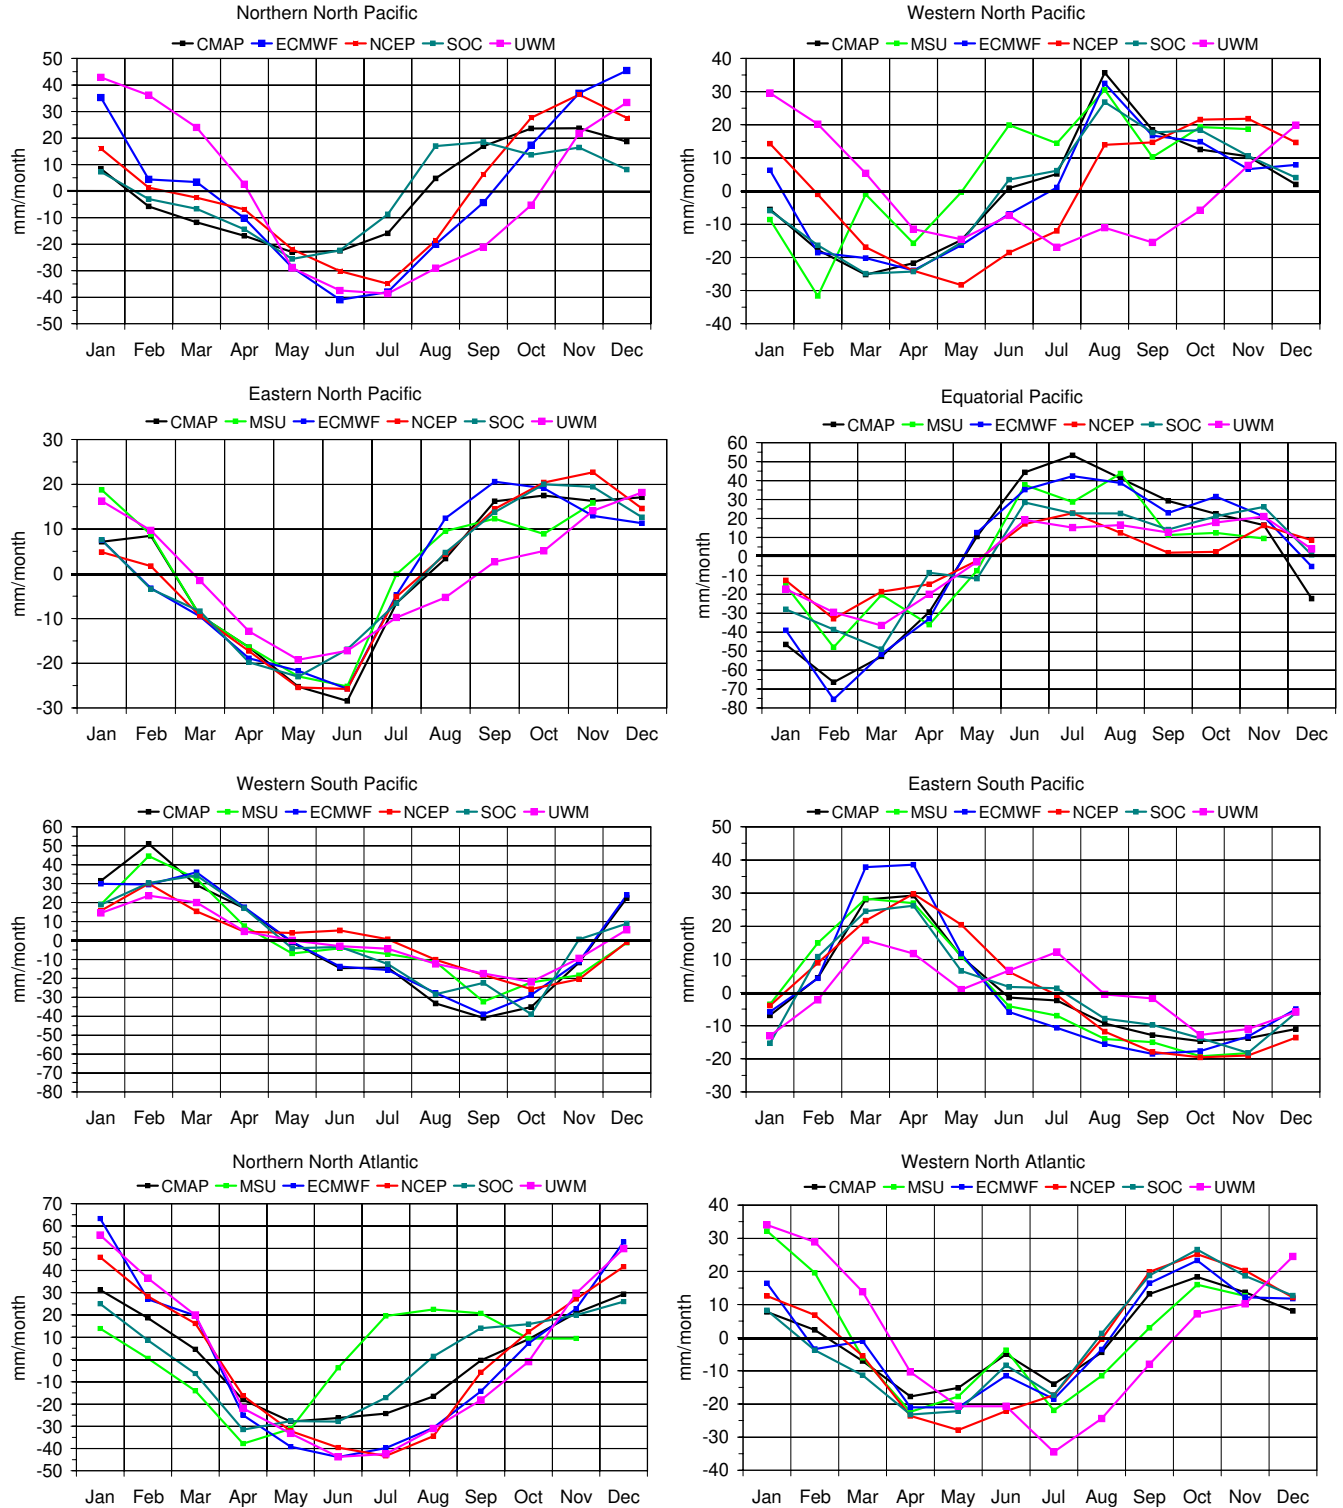 Northern North Pacific
CMAP ECMWF NCEP SOC UWM
mm/month
50
40
30
20
10
0
-10
-20
-30
-40
-50
Jan Feb Mar Apr May Jun Jul Aug Sep Oct Nov Dec
Western North Pacific
CMAP MSU ECMWF NCEP SOC UWM
mm/month
40
30
20
10
0
-10
-20
-30
-40
Jan Feb Mar Apr May Jun Jul Aug Sep Oct Nov Dec
Eastern North Pacific
CMAP MSU ECMWF NCEP SOC UWM
mm/month
30
20
10
0
-10
-20
-30
Jan Feb Mar Apr May Jun Jul Aug Sep Oct Nov Dec
Equatorial Pacific
CMAP MSU ECMWF NCEP SOC UWM
mm/month
60
50
40
30
20
10
0
-10
-20
-30
-40
-50
-60
-70
-80
Jan Feb Mar Apr May Jun Jul Aug Sep Oct Nov Dec
Western South Pacific
CMAP MSU ECMWF NCEP SOC UWM
mm/month
60
50
40
30
20
10
0
-10
-20
-30
-40
-50
-60
-70
-80
Jan Feb Mar Apr May Jun Jul Aug Sep Oct Nov Dec
Eastern South Pacific
CMAP MSU ECMWF NCEP SOC UWM
mm/month
50
40
30
20
10
0
-10
-20
-30
Jan Feb Mar Apr May Jun Jul Aug Sep Oct Nov Dec
Northern North Atlantic
CMAP MSU ECMWF NCEP SOC UWM
mm/month
70
60
50
40
30
20
10
0
-10
-20
-30
-40
-50
Jan Feb Mar Apr May Jun Jul Aug Sep Oct Nov Dec
Western North Atlantic
CMAP MSU ECMWF NCEP SOC UWM
mm/month
40
30
20
10
0
-10
-20
-30
-40
Jan Feb Mar Apr May Jun Jul Aug Sep Oct Nov Dec